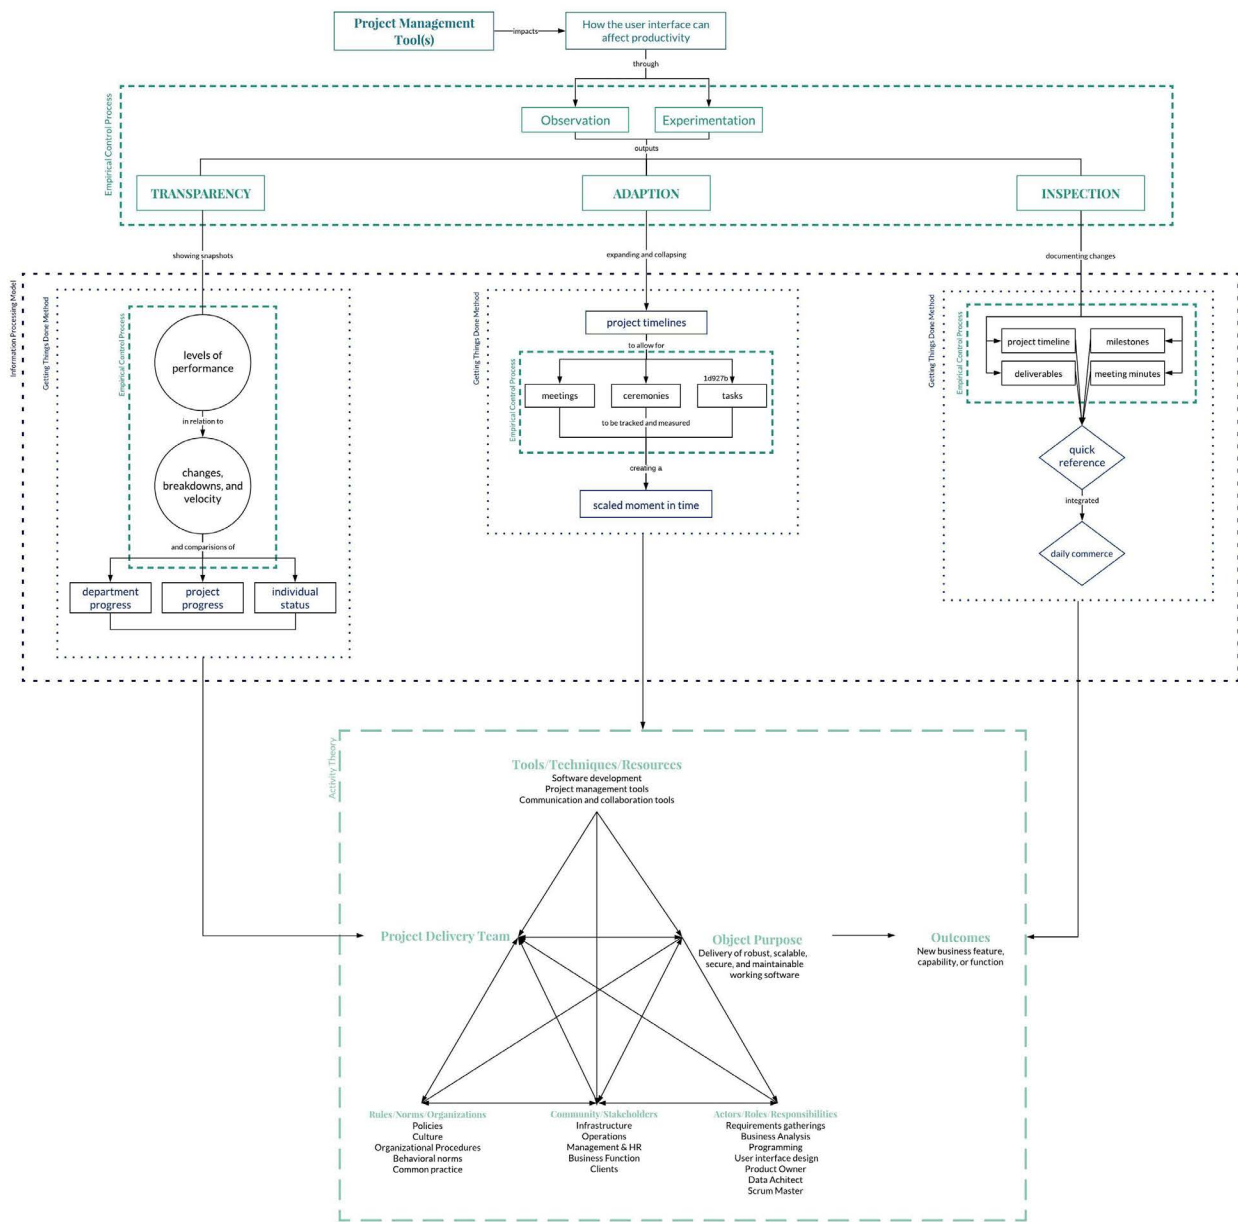 Project Management
Tool(s)
impacts
How the user interface can
affect productivity
through
Empirical Control Process
Observation
Experimentation
outputs
TRANSPARENCY
ADAPTION
INSPECTION
showing snapshots
expanding and collapsing
documenting changes
Information Processing Model
Getting Things Done Method
Empirical Control Process
levels of
performance
in relation to
changes,
breakdowns, and
velocity
and comparisions of
department
progress
project
progress
individual
status
Getting Things Done Method
project timelines
to allow for
Empirical Control Process
1d927b
meetings
ceremonies
tasks
to be tracked and measured
creating a
scaled moment in time
Getting Things Done Method
Empirical Control Process
project timeline
milestones
deliverables
meeting minutes
quick
reference
integrated
daily commerce
Activity Theory
Tools/Techniques/Resources
Software development
Project management tools
Communication and collaboration tools
Project Delivery Team
Object Purpose
Delivery of robust, scalable,
secure, and maintainable
working software
Outcomes
New business feature,
capability, or function
Rules/Norms/Organizations
Policies
Culture
Organizational Procedures
Behavioral norms
Common practice
Community/Stakeholders
Infrastructure
Operations
Management & HR
Business Function
Clients
Actors/Roles/Responsibilities
Requirements gatherings
Business Analysis
Programming
User interface design
Product Owner
Data Achitect
Scrum Master